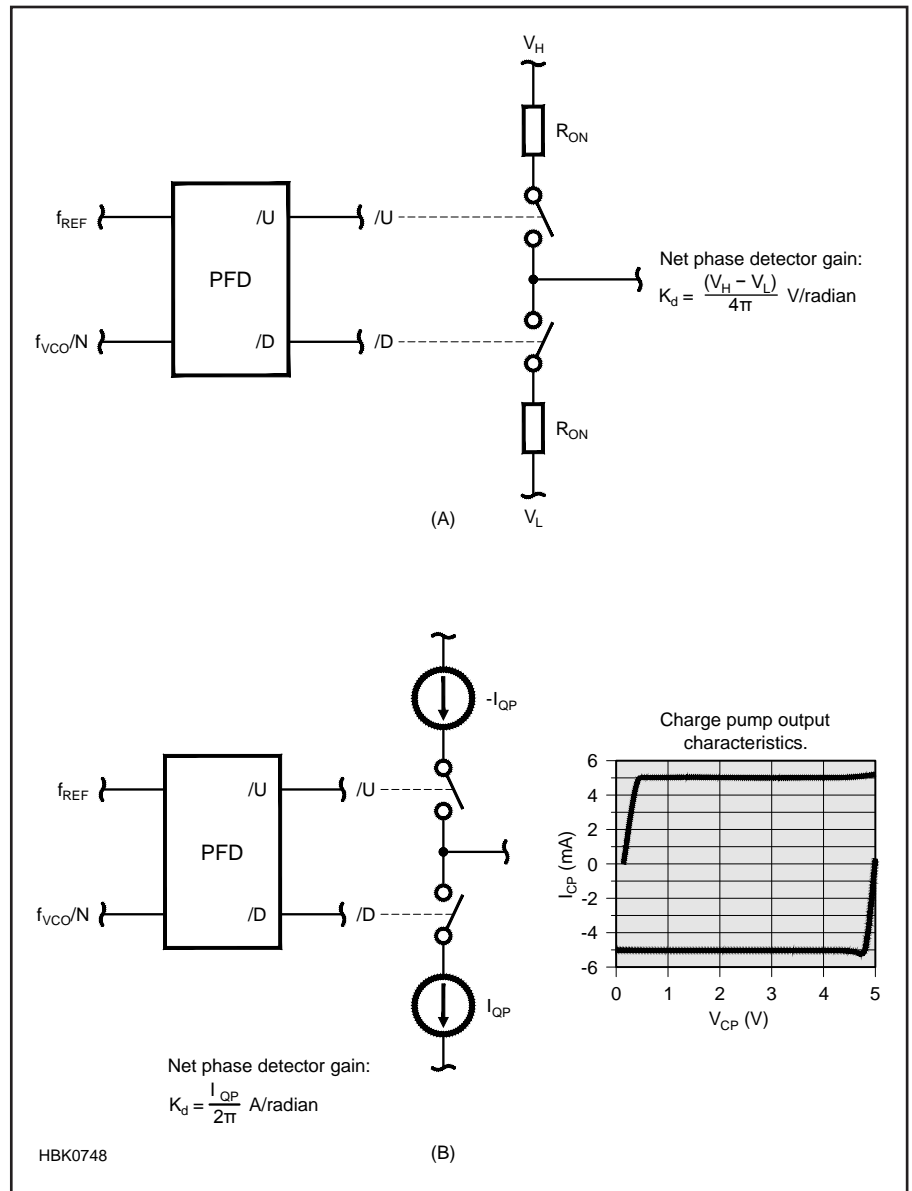 V_H
R_ON
f_REF
/U
/U
PFD
Net phase detector gain:
K_d = (V_H − V_L) / 4π V/radian
f_VCO/N
/D
/D
R_ON
V_L
(A)
-I_QP
Charge pump output
characteristics.
f_REF
/U
/U
PFD
f_VCO/N
/D
/D
I_QP
6
4
2
0
-2
-4
-6
I_CP (mA)
0 1 2 3 4 5
V_CP (V)
Net phase detector gain:
K_d = I_QP / 2π A/radian
HBK0748
(B)